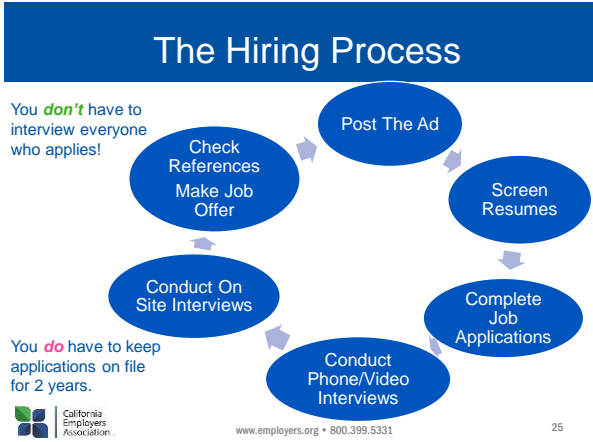 The Hiring Process
You don't have to
interview everyone
who applies!
Post The Ad
Screen
Resumes
Complete
Job
Applications
Conduct
Phone/Video
Interviews
Conduct On
Site Interviews
Check
References
Make Job
Offer
You do have to keep
applications on file
for 2 years.
California
Employers
Association
www.employers.org • 800.399.5331
25